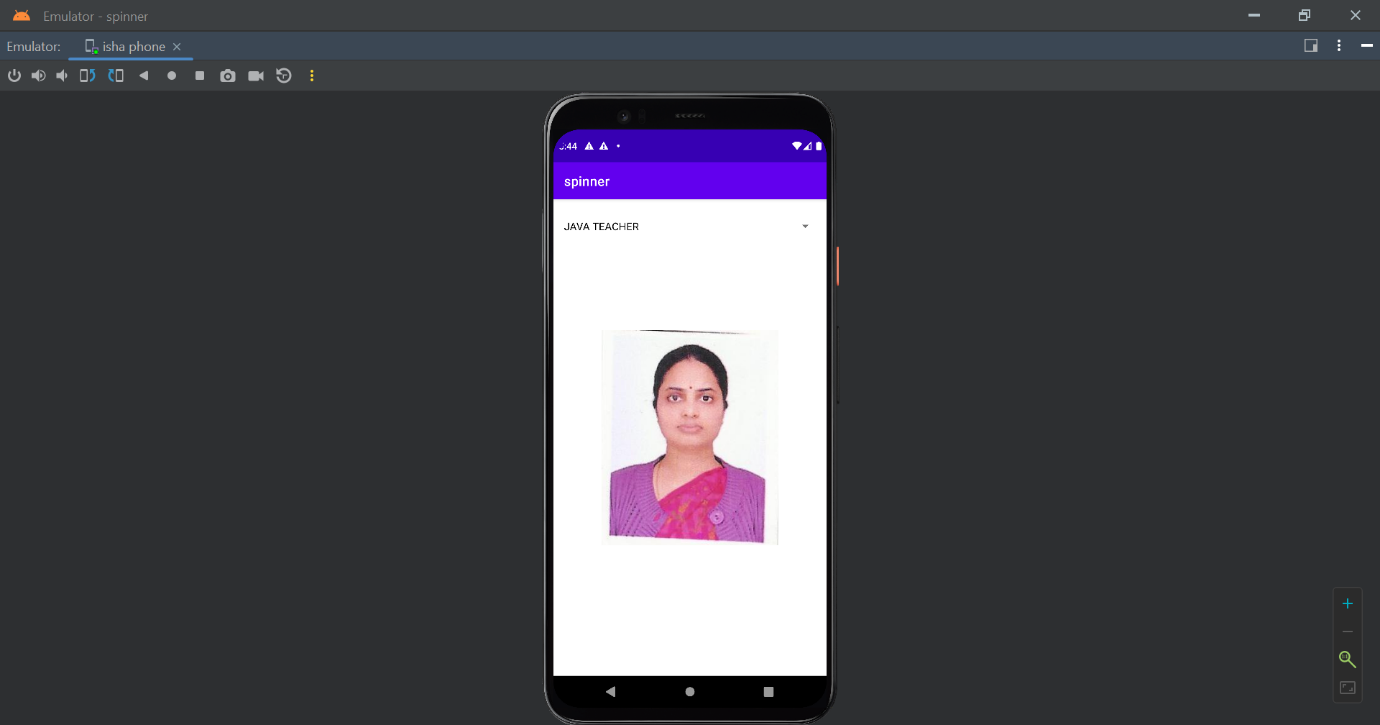 Emulator - spinner
Emulator:
isha phone
spinner
JAVA TEACHER